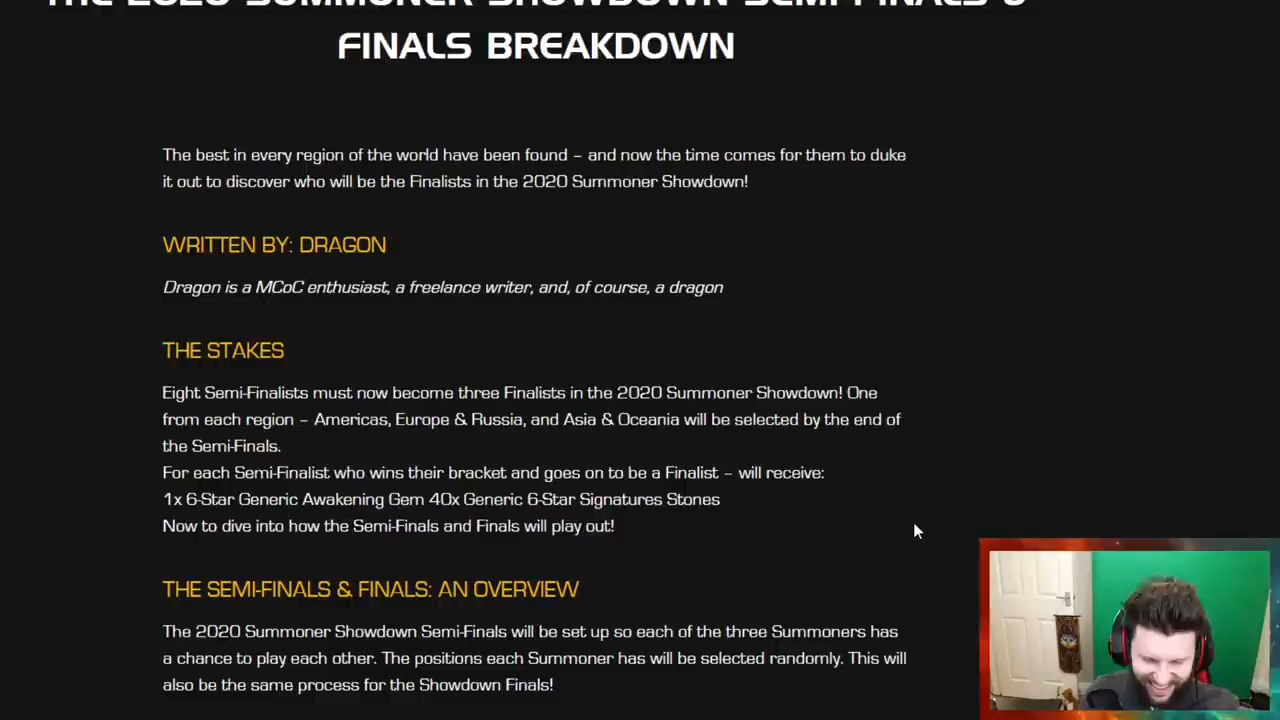 THE 2020 SUMMONER SHOWDOWN SEMI-FINALS &
FINALS BREAKDOWN
The best in every region of the world have been found – and now the time comes for them to duke
it out to discover who will be the Finalists in the 2020 Summoner Showdown!
WRITTEN BY: DRAGON
Dragon is a MCoC enthusiast, a freelance writer, and, of course, a dragon
THE STAKES
Eight Semi-Finalists must now become three Finalists in the 2020 Summoner Showdown! One
from each region – Americas, Europe & Russia, and Asia & Oceania will be selected by the end of
the Semi-Finals.
For each Semi-Finalist who wins their bracket and goes on to be a Finalist – will receive:
1x 6-Star Generic Awakening Gem 40x Generic 6-Star Signatures Stones
Now to dive into how the Semi-Finals and Finals will play out!
THE SEMI-FINALS & FINALS: AN OVERVIEW
The 2020 Summoner Showdown Semi-Finals will be set up so each of the three Summoners has
a chance to play each other. The positions each Summoner has will be selected randomly. This will
also be the same process for the Showdown Finals!